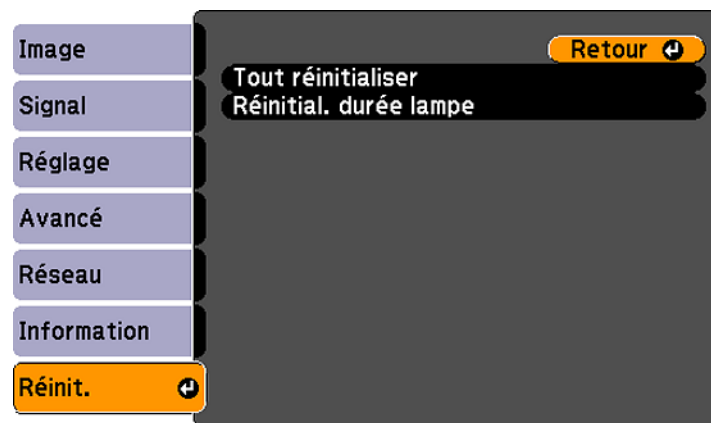 Image
Signal
Réglage
Avancé
Réseau
Information
Réinit.
Retour
Tout réinitialiser
Réinitial. durée lampe